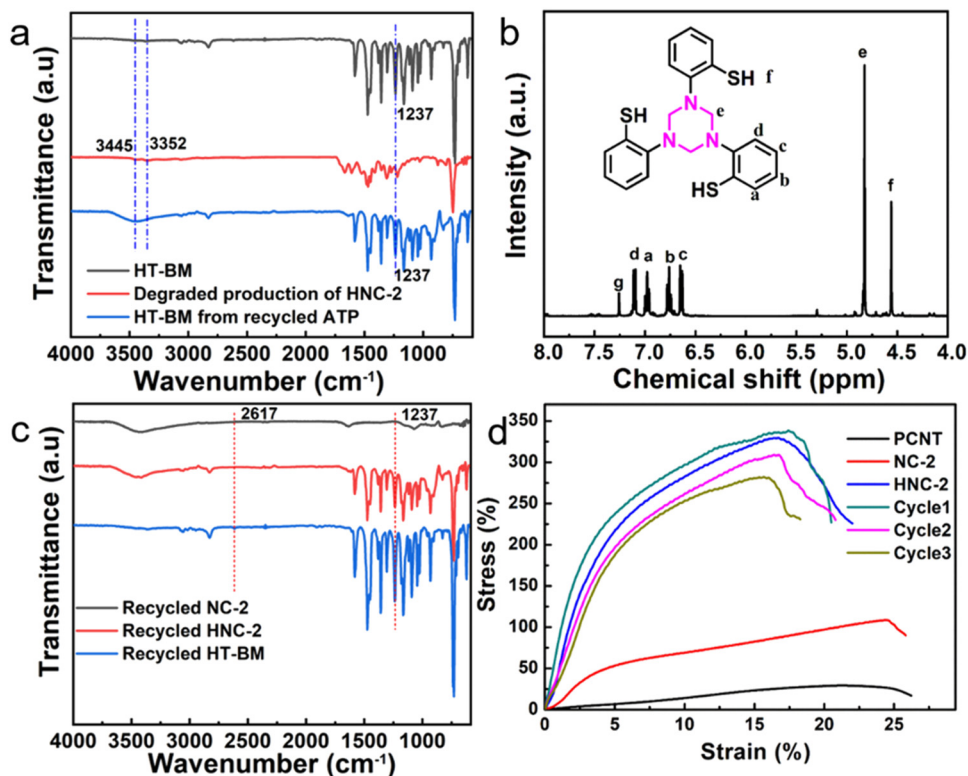 a
Transmittance (a.u)
3445
3352
1237
1237
HT-BM
Degraded production of HNC-2
HT-BM from recycled ATP
4000 3500 3000 2500 2000 1500 1000
Wavenumber (cm-1)
b
Intensity (a.u.)
SH f
N
SH
e
N N
d
c
HS
b
a
e
f
g
d
a
b
c
8.0 7.5 7.0 6.5 6.0 5.5 5.0 4.5 4.0
Chemical shift (ppm)
c
Transmittance (a.u)
2617
1237
Recycled NC-2
Recycled HNC-2
Recycled HT-BM
4000 3500 3000 2500 2000 1500 1000
Wavenumber (cm-1)
d
Stress (%)
350
300
250
200
150
100
50
0
PCNT
NC-2
HNC-2
Cycle1
Cycle2
Cycle3
0 5 10 15 20 25
Strain (%)